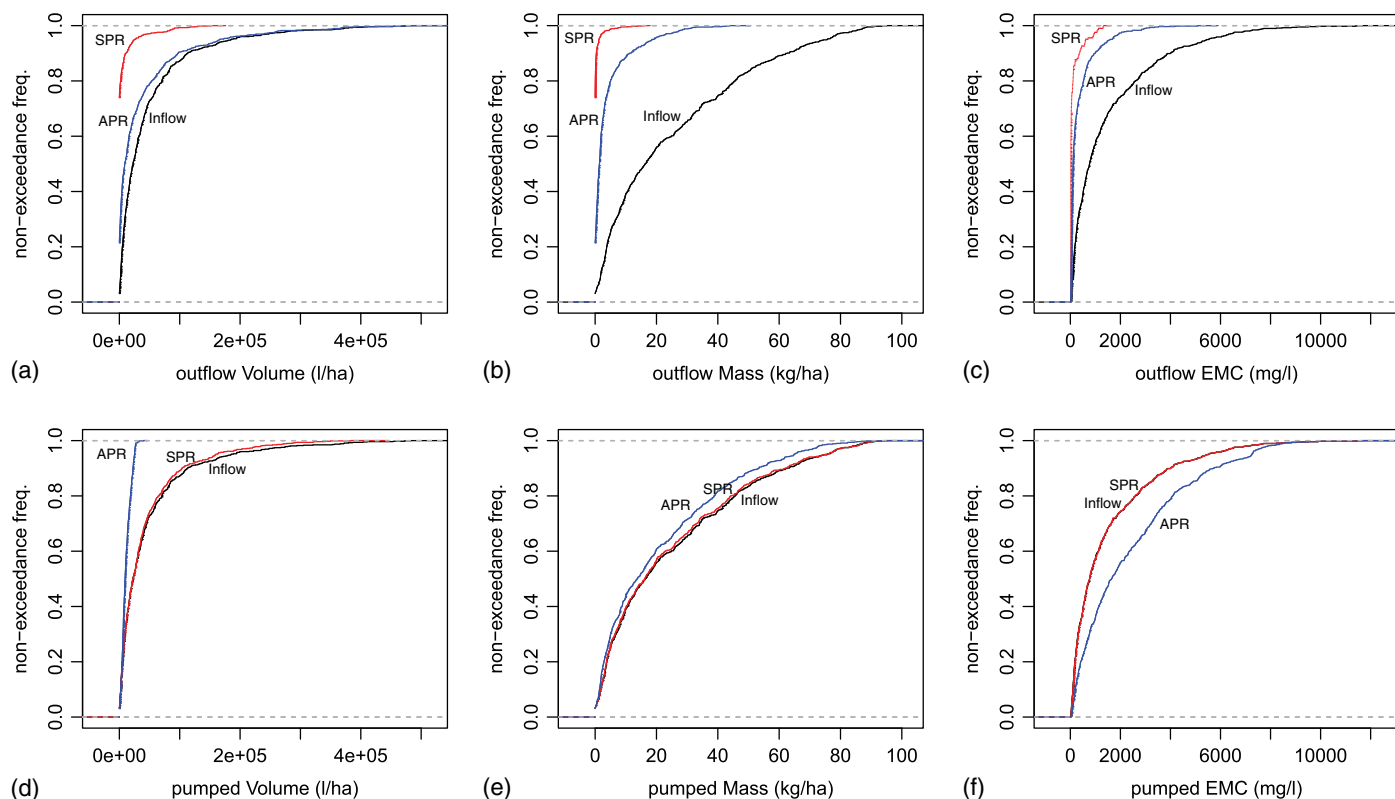 non−exceedance freq.
0.0 0.2 0.4 0.6 0.8 1.0
SPR
APR
Inflow
0e+00 2e+05 4e+05
(a)
outflow Volume (l/ha)
non−exceedance freq.
0.0 0.2 0.4 0.6 0.8 1.0
SPR
APR
Inflow
0 20 40 60 80 100
(b)
outflow Mass (kg/ha)
non−exceedance freq.
0.0 0.2 0.4 0.6 0.8 1.0
SPR
APR
Inflow
0 2000 6000 10000
(c)
outflow EMC (mg/l)
non−exceedance freq.
0.0 0.2 0.4 0.6 0.8 1.0
APR
SPR
Inflow
0e+00 2e+05 4e+05
(d)
pumped Volume (l/ha)
non−exceedance freq.
0.0 0.2 0.4 0.6 0.8 1.0
SPR
APR
Inflow
0 20 40 60 80 100
(e)
pumped Mass (kg/ha)
non−exceedance freq.
0.0 0.2 0.4 0.6 0.8 1.0
SPR
Inflow
APR
0 2000 6000 10000
(f)
pumped EMC (mg/l)